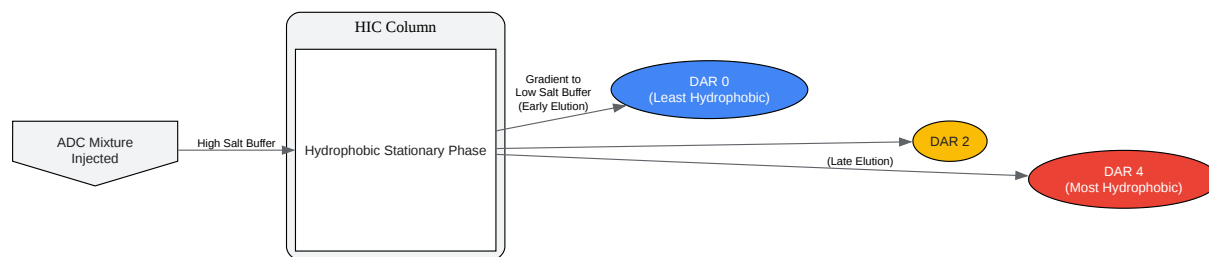 HIC Column
ADC Mixture
Injected
High Salt Buffer
Hydrophobic Stationary Phase
Gradient to
Low Salt Buffer
(Early Elution)
DAR 0
(Least Hydrophobic)
DAR 2
(Late Elution)
DAR 4
(Most Hydrophobic)